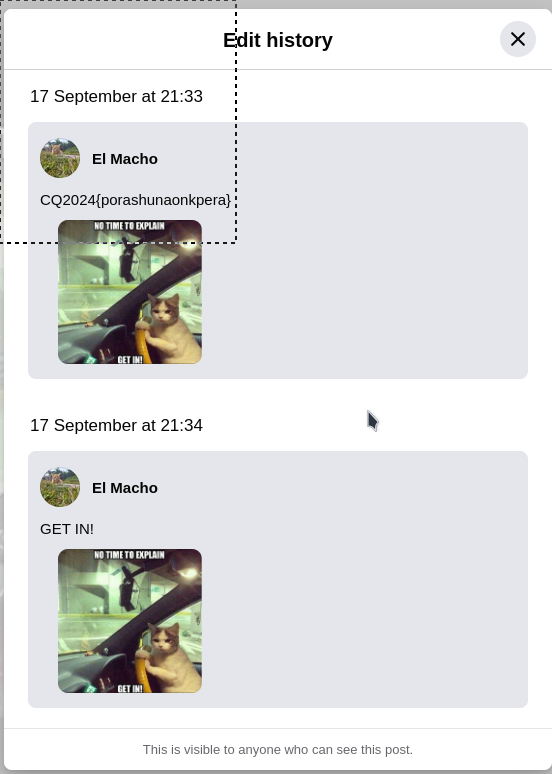 Edit history
17 September at 21:33
El Macho
CQ2024{porashunaonkpera}
NO TIME TO EXPLAIN
GET IN!
17 September at 21:34
El Macho
GET IN!
NO TIME TO EXPLAIN
GET IN!
This is visible to anyone who can see this post.